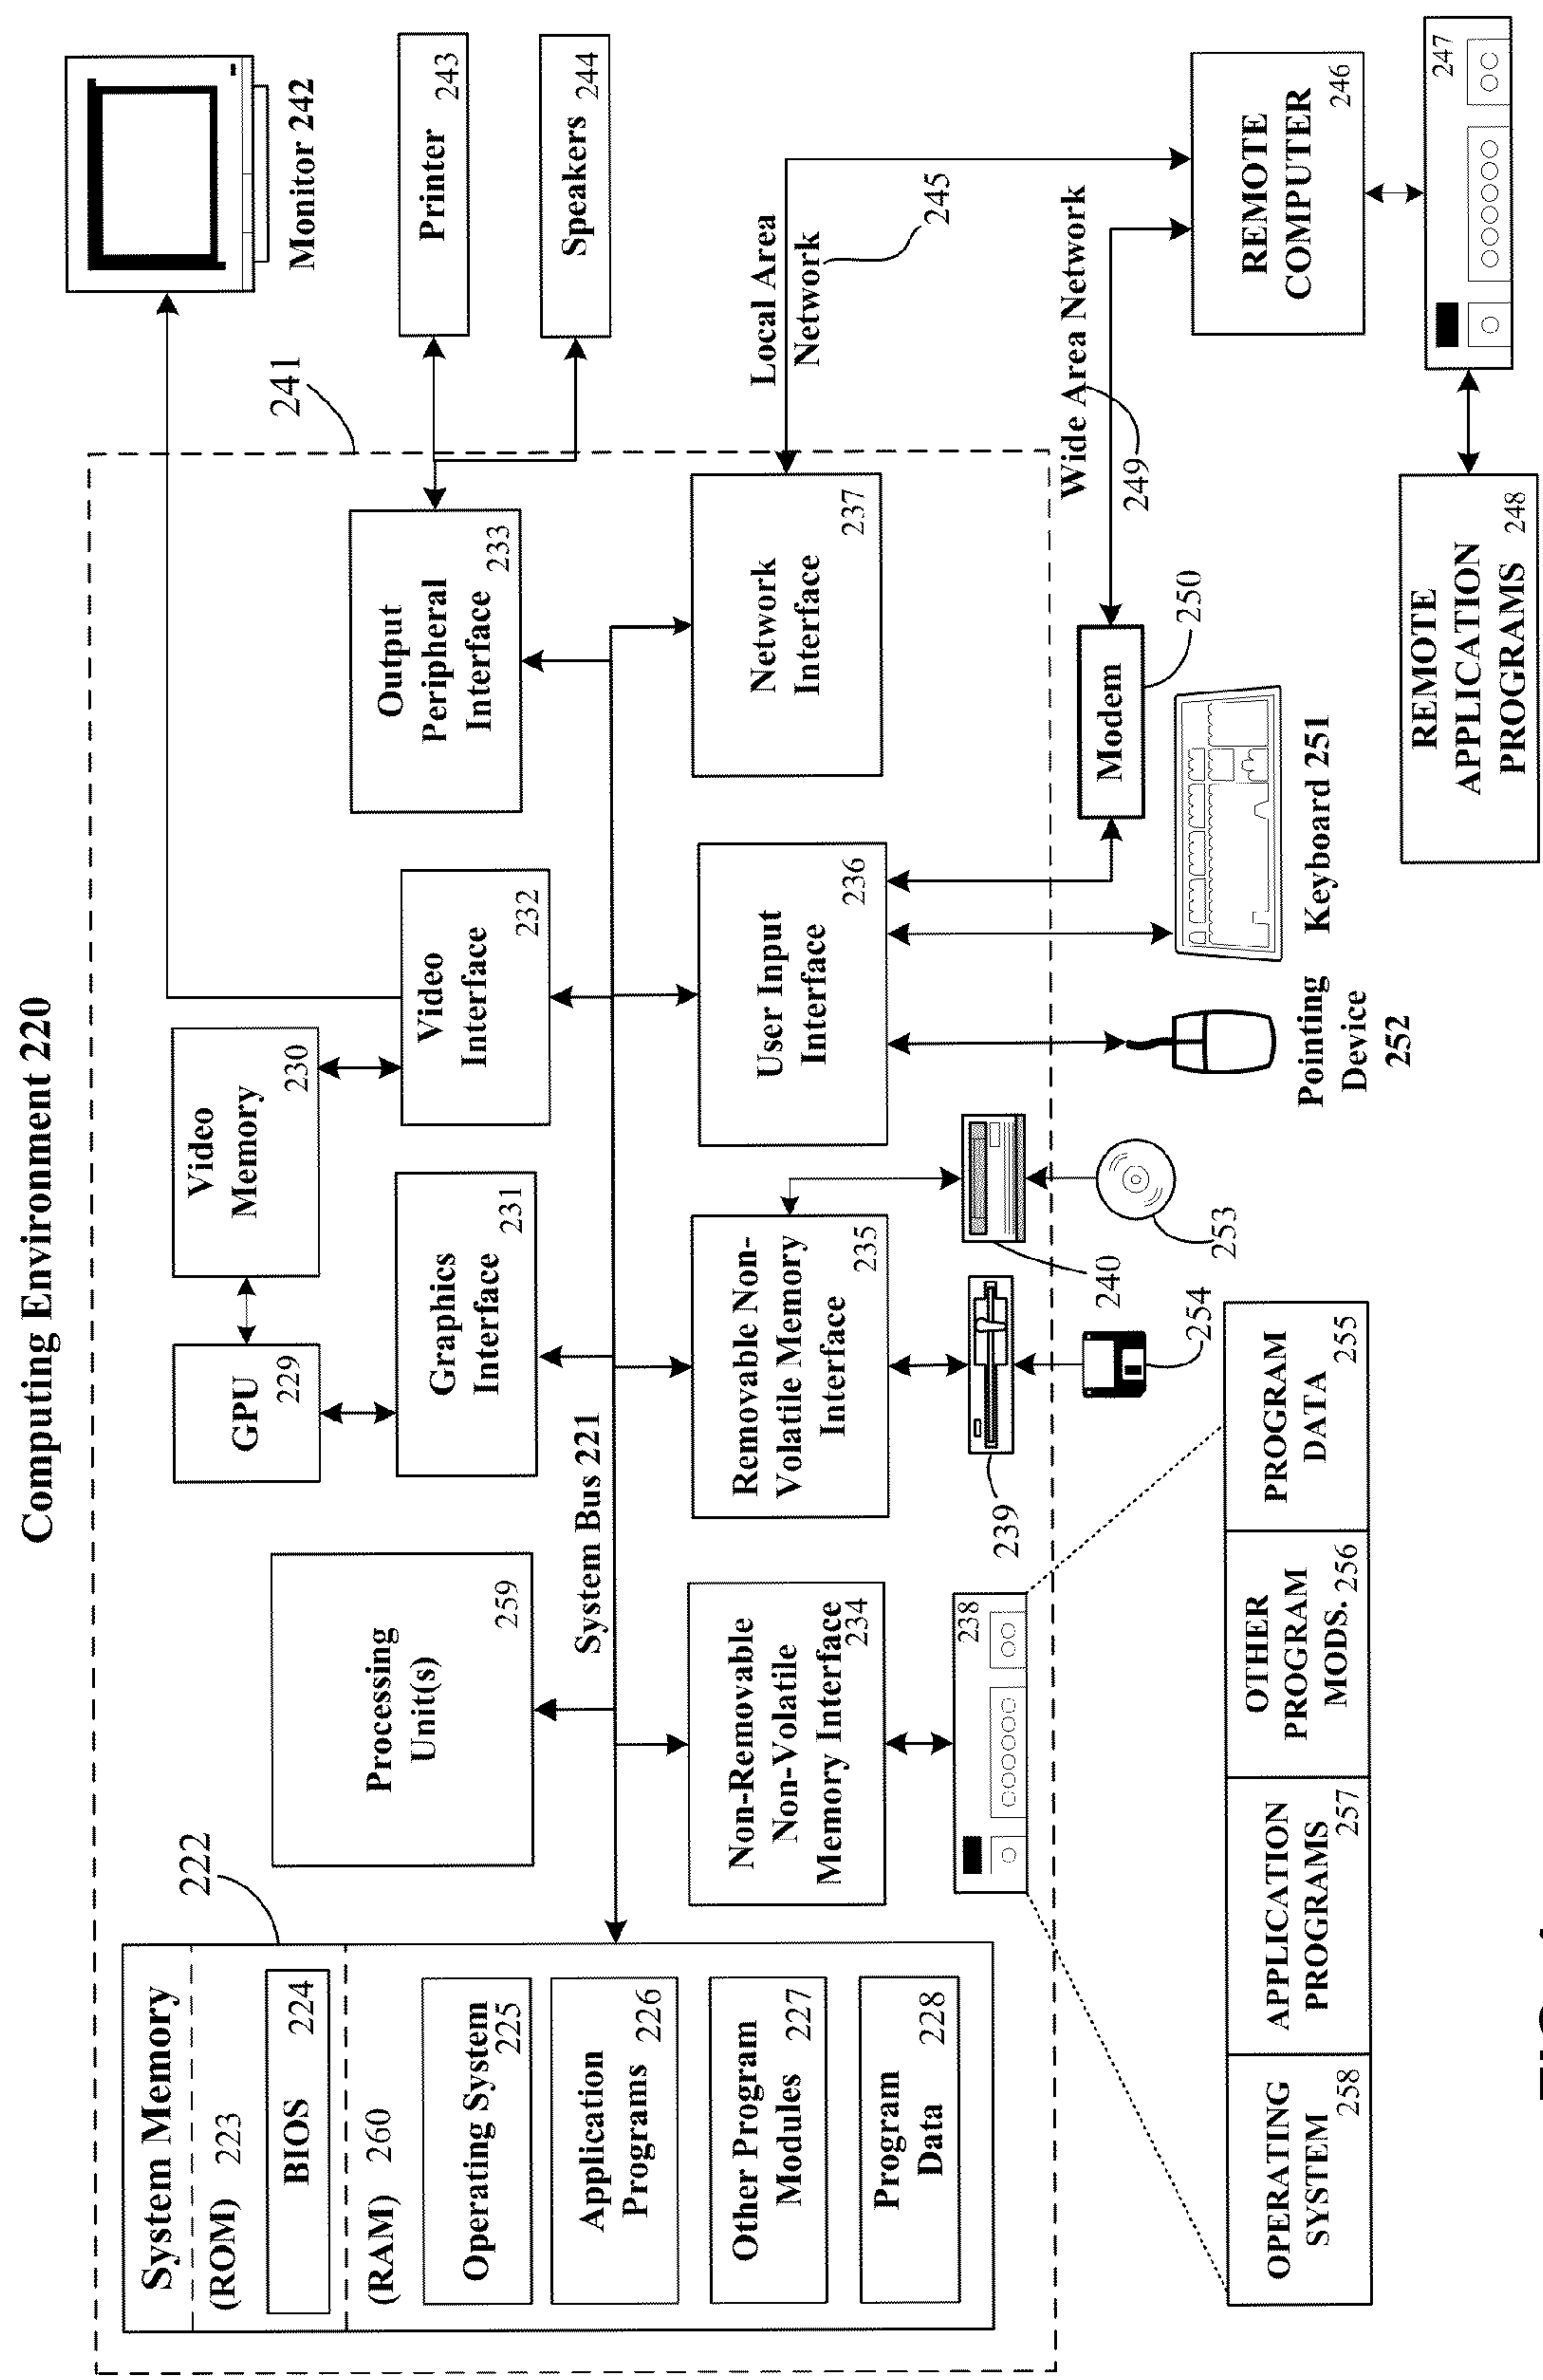 Computing Environment 220
241
222
System Memory
(ROM) 223
BIOS 224
(RAM) 260
Operating System
225
Application
Programs 226
Other Program
Modules 227
Program
Data 228
Processing
Unit(s)
259
System Bus 221
GPU
229
Video
Memory
230
Graphics
Interface
231
Video
Interface
232
Output
Peripheral
Interface
233
Non-Removable
Non-Volatile
Memory Interface
234
Removable Non-
Volatile Memory
Interface
235
User Input
Interface
236
Network
Interface
237
238
239
240
253
254
Monitor 242
Printer
243
Speakers
244
Local Area
Network
245
Wide Area Network
249
Modem
250
Pointing
Device
252
Keyboard 251
REMOTE
COMPUTER
246
247
REMOTE
APPLICATION
PROGRAMS
248
OPERATING
SYSTEM
258
APPLICATION
PROGRAMS
257
OTHER
PROGRAM
MODS. 256
PROGRAM
DATA
255